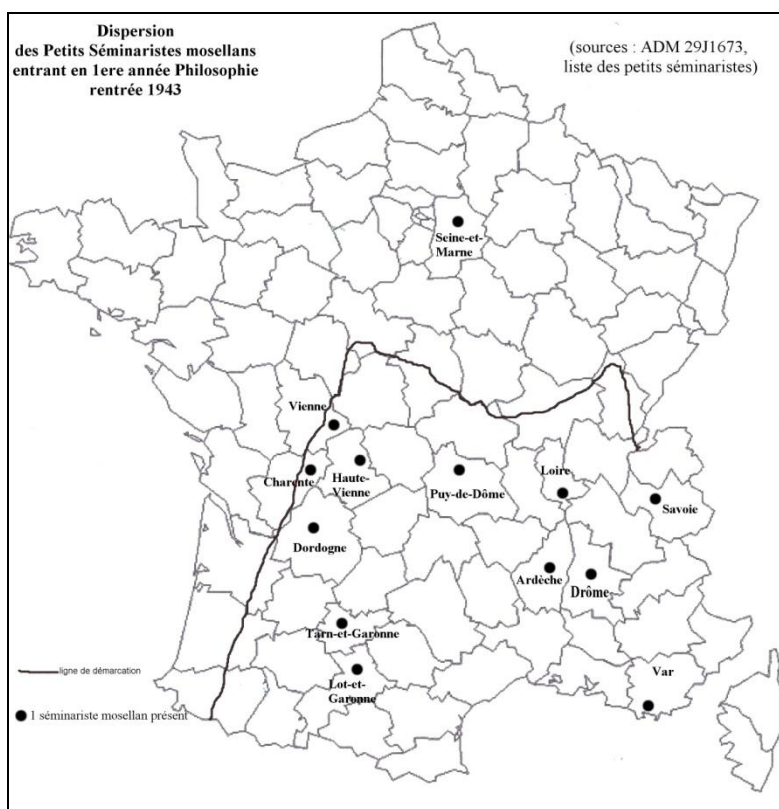 Dispersion
des Petits Séminaristes mosellans
entrant en 1ere année Philosophie
rentrée 1943
(sources : ADM 29J1673,
liste des petits séminaristes)
Seine-et-
Marne
Vienne
Charente
Haute-
Vienne
Puy-de-Dôme
Loire
Savoie
Dordogne
Ardèche
Drôme
Tarn-et-Garonne
Lot-et-
Garonne
Var
ligne de démarcation
1 séminariste mosellan présent